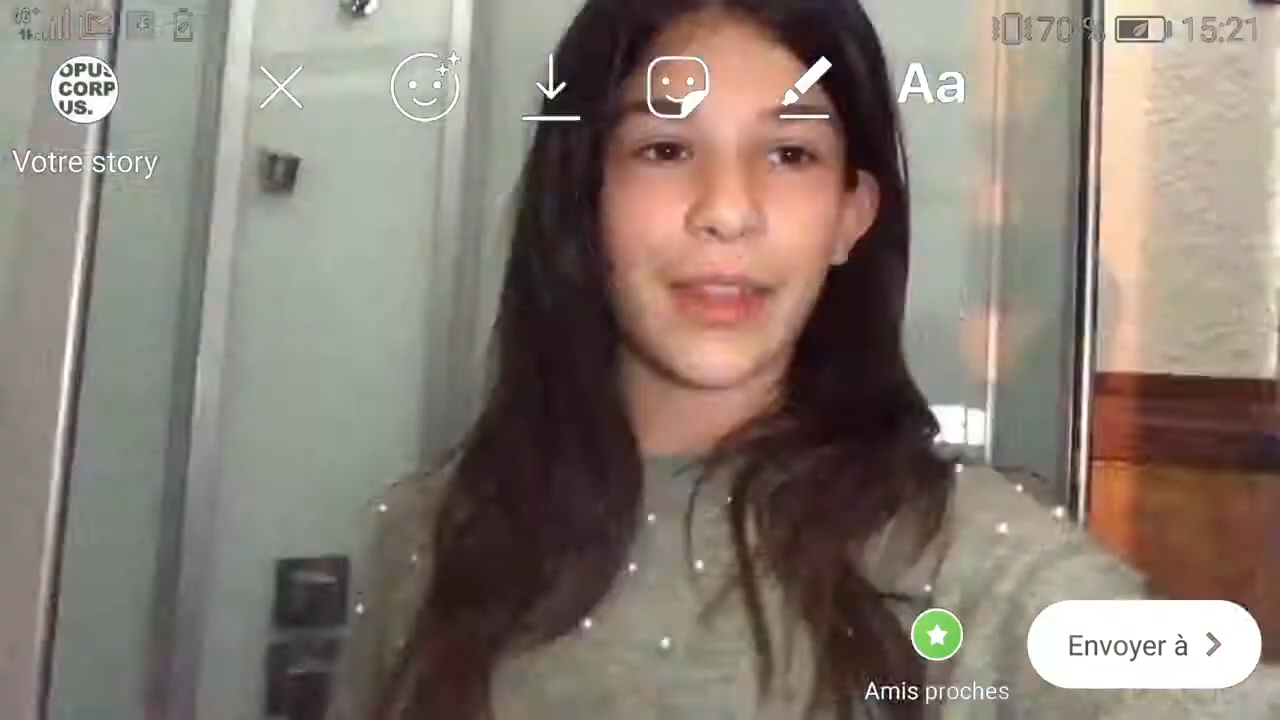 70 %
15:21
OPUS
CORP
US.
Aa
Votre story
Amis proches
Envoyer à